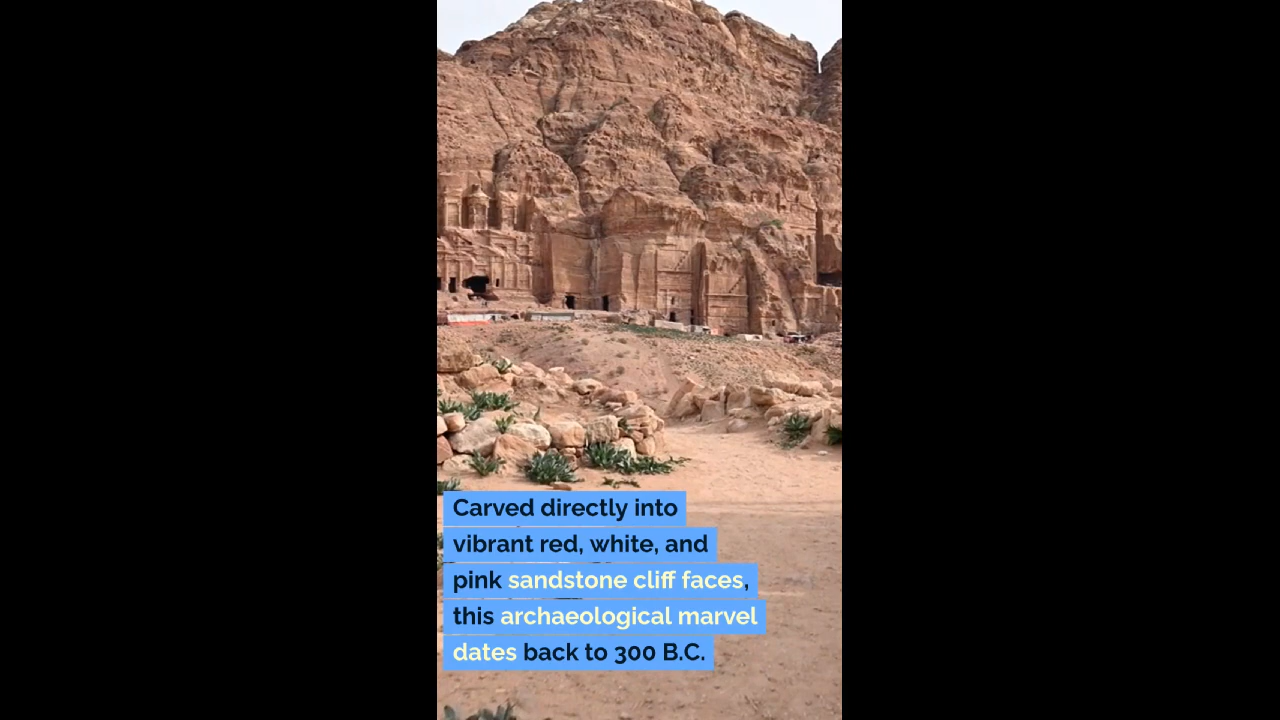 Carved directly into
vibrant red, white, and
pink sandstone cliff faces,
this archaeological marvel
dates back to 300 B.C.